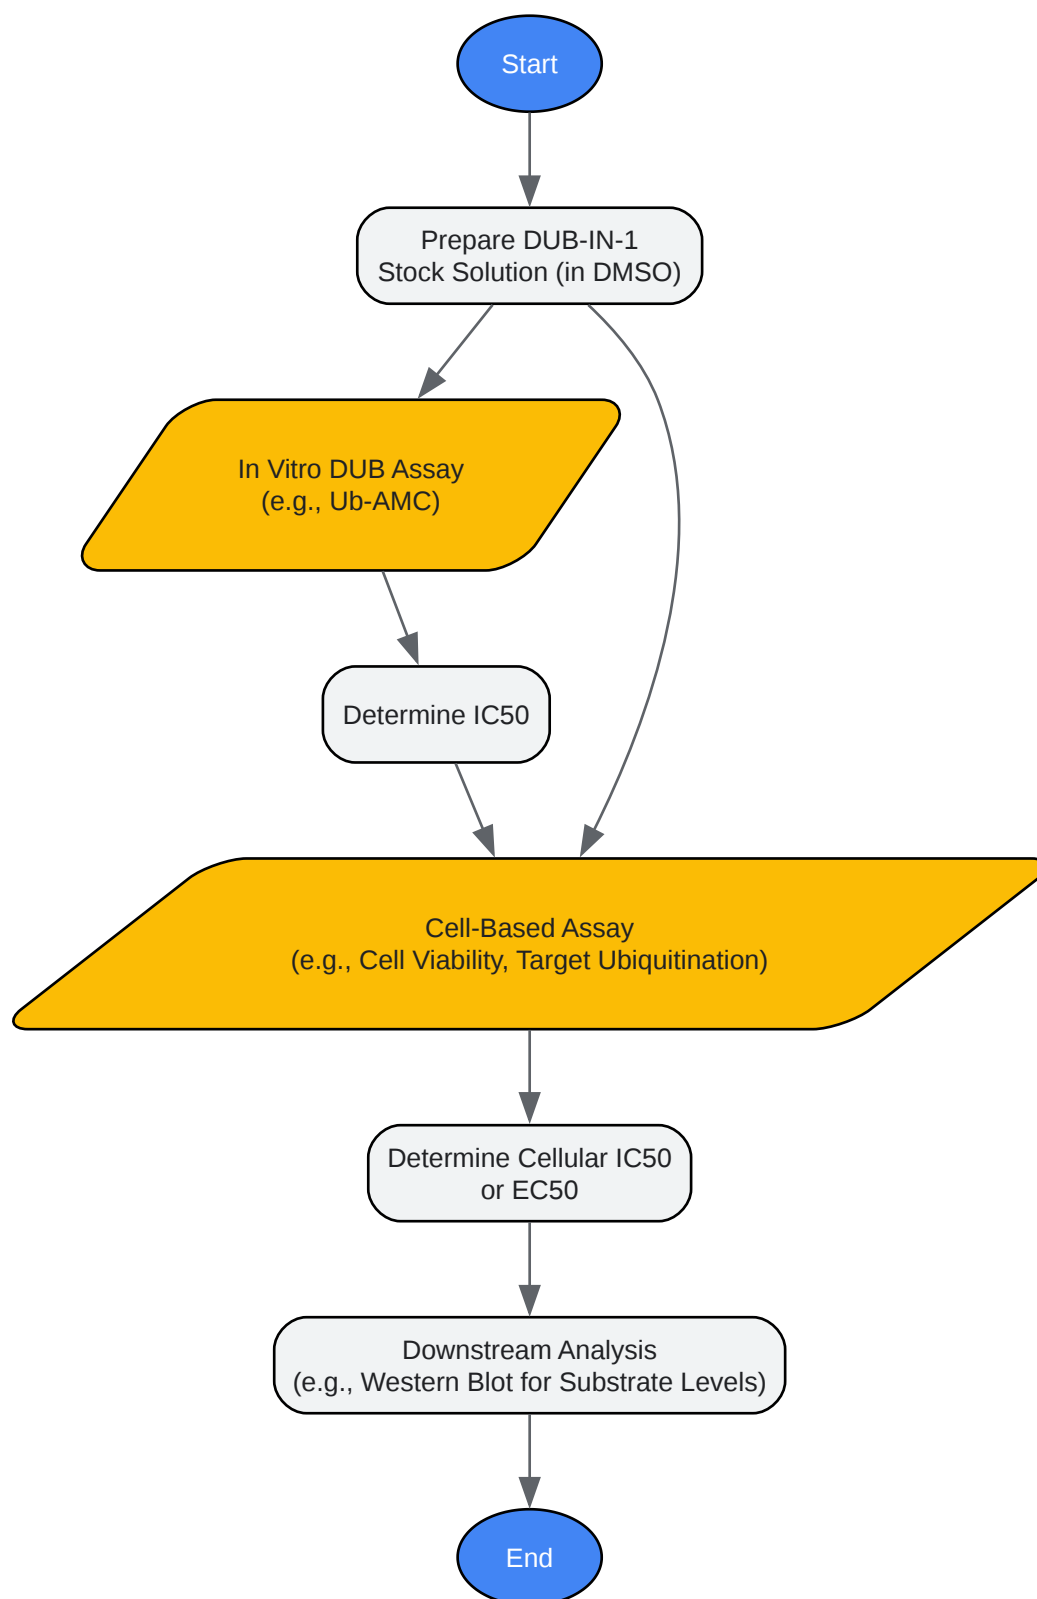 Start
Prepare DUB-IN-1
Stock Solution (in DMSO)
In Vitro DUB Assay
(e.g., Ub-AMC)
Determine IC50
Cell-Based Assay
(e.g., Cell Viability, Target Ubiquitination)
Determine Cellular IC50
or EC50
Downstream Analysis
(e.g., Western Blot for Substrate Levels)
End